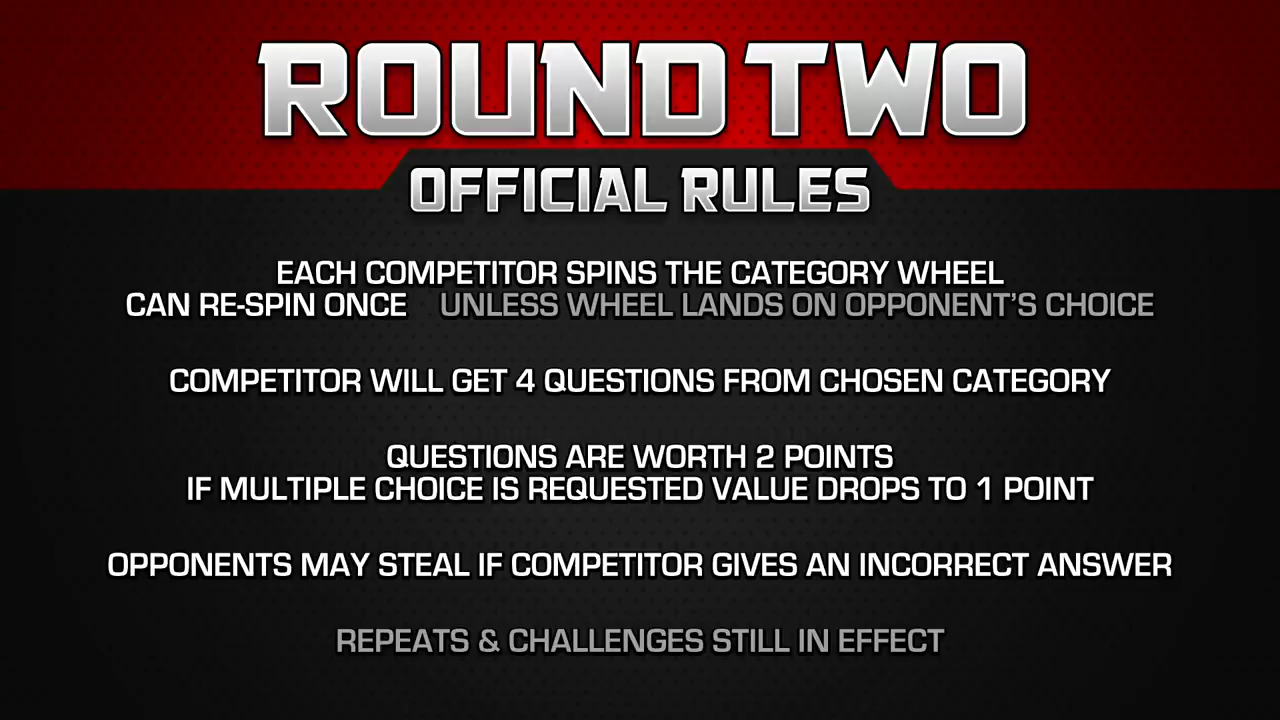 ROUND TWO
OFFICIAL RULES
EACH COMPETITOR SPINS THE CATEGORY WHEEL
CAN RE-SPIN ONCE UNLESS WHEEL LANDS ON OPPONENT’S CHOICE
COMPETITOR WILL GET 4 QUESTIONS FROM CHOSEN CATEGORY
QUESTIONS ARE WORTH 2 POINTS
IF MULTIPLE CHOICE IS REQUESTED VALUE DROPS TO 1 POINT
OPPONENTS MAY STEAL IF COMPETITOR GIVES AN INCORRECT ANSWER
REPEATS & CHALLENGES STILL IN EFFECT